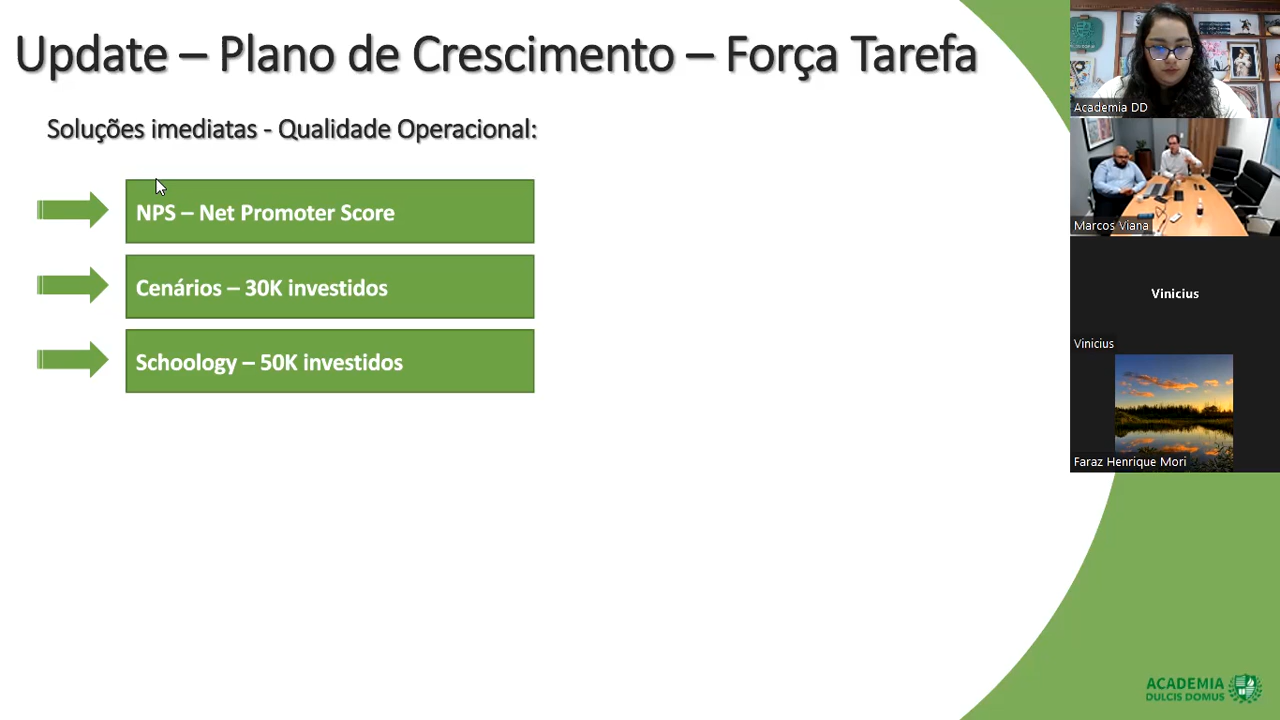 Update – Plano de Crescimento – Força Tarefa
Soluções imediatas - Qualidade Operacional:
NPS – Net Promoter Score
Cenários – 30K investidos
Schoology – 50K investidos
Academia DD
Marcos Viana
Vinicius
Vinicius
Faraz Henrique Mori
ACADEMIA
DULCIS DOMUS